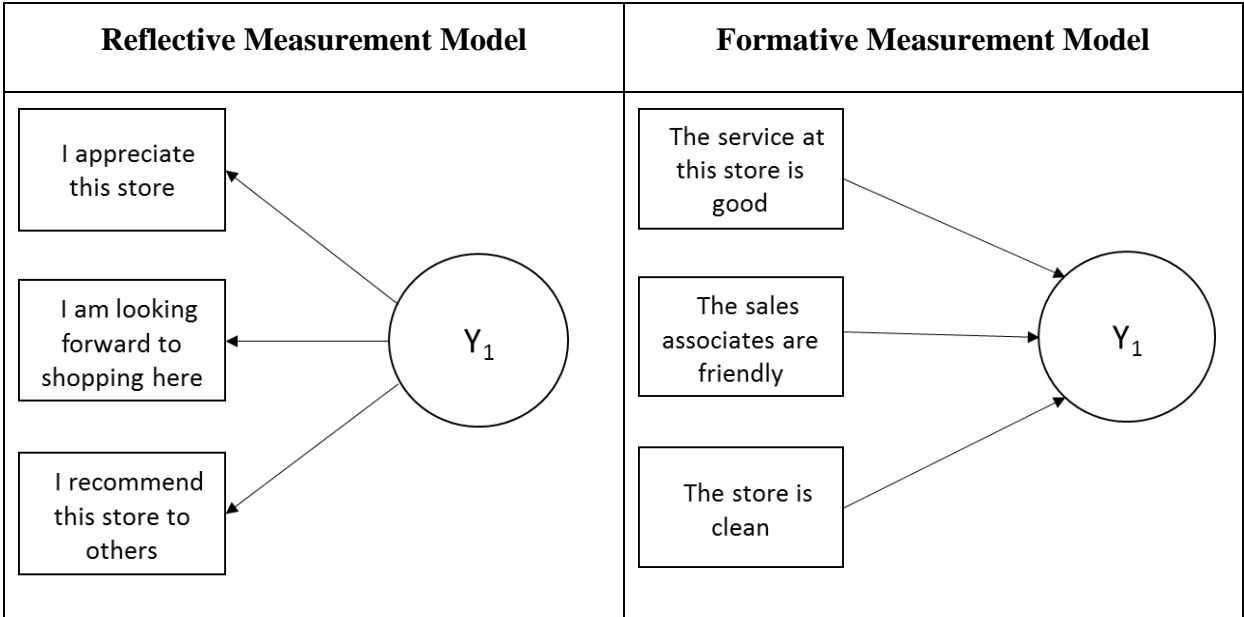 Reflective Measurement Model
Formative Measurement Model
I appreciate
this store
I am looking
forward to
shopping here
I recommend
this store to
others
Y₁
The service at
this store is
good
The sales
associates are
friendly
The store is
clean
Y₁